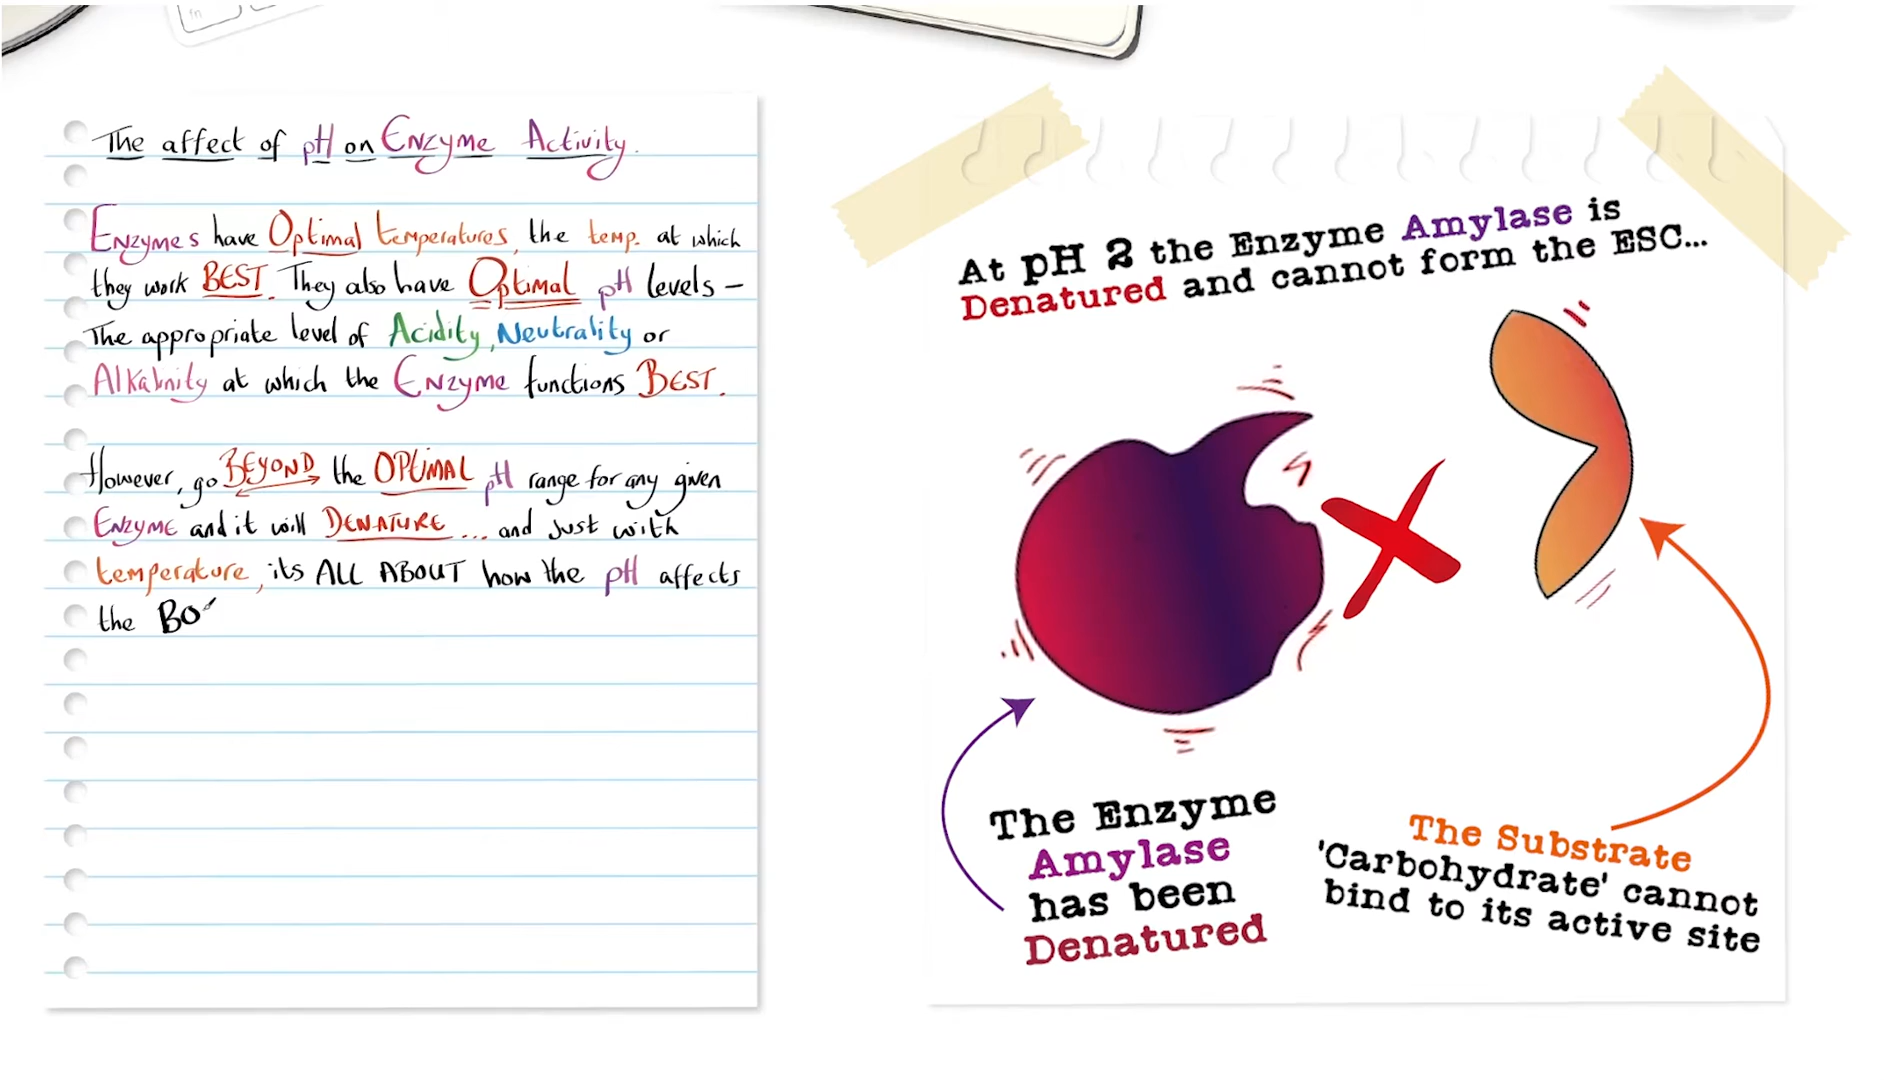 fn
The affect of pH on Enzyme Activity.
Enzymes have Optimal temperatures, the temp. at which
they work BEST. They also have Optimal pH levels -
The appropriate level of Acidity, Neutrality or
Alkalinity at which the Enzyme functions BEST.
However, go BEYOND the OPtimAL pH range for any given
Enzyme and it will DENATURE ... and just with
temperature, its ALL ABOUT how the pH affects
the BO
At pH 2 the Enzyme Amylase is
Denatured and cannot form the ESC...
The Enzyme
Amylase
has been
Denatured
The Substrate
'Carbohydrate' cannot
bind to its active site